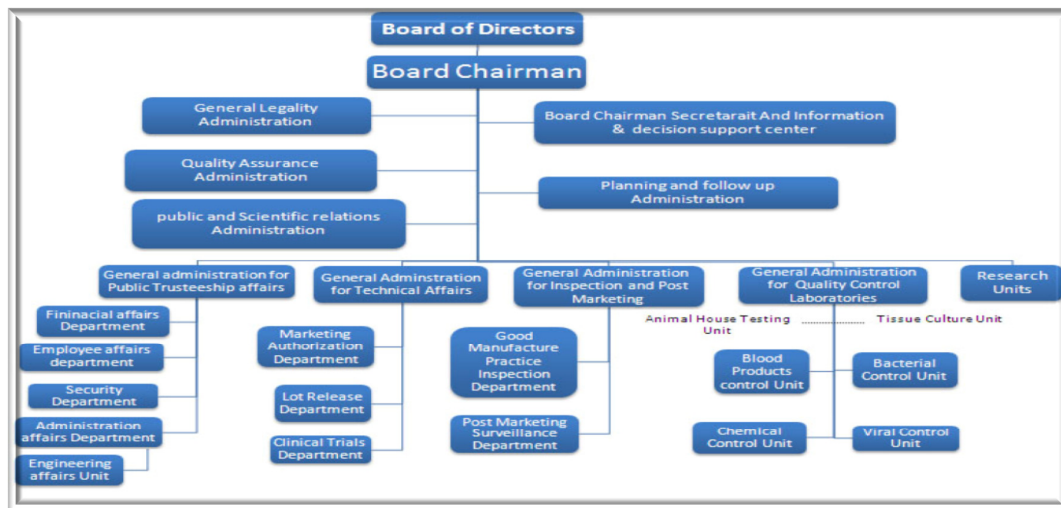 Board of Directors
Board Chairman
General Legality
Administration
Board Chairman Secretarait And Information
& decision support center
Quality Assurance
Administration
Planning and follow up
Administration
public and Scientific relations
Administration
General administration for
Public Trusteeship affairs
General Adminstration
for Technical Affairs
General Administration
for Inspection and Post
Marketing
General Administration
for Quality Control
Laboratories
Research
Units
Fininacial affairs
Department
Employee affairs
department
Security
Department
Administration
affairs Department
Engineering
affairs Unit
Marketing
Authorization
Department
Lot Release
Department
Clinical Trials
Department
Good
Manufacture
Practice
Inspection
Department
Post Marketing
Surveillance
Department
Animal House Testing
Unit
Tissue Culture Unit
Blood
Products
control Unit
Bacterial
Control Unit
Chemical
Control Unit
Viral Control
Unit